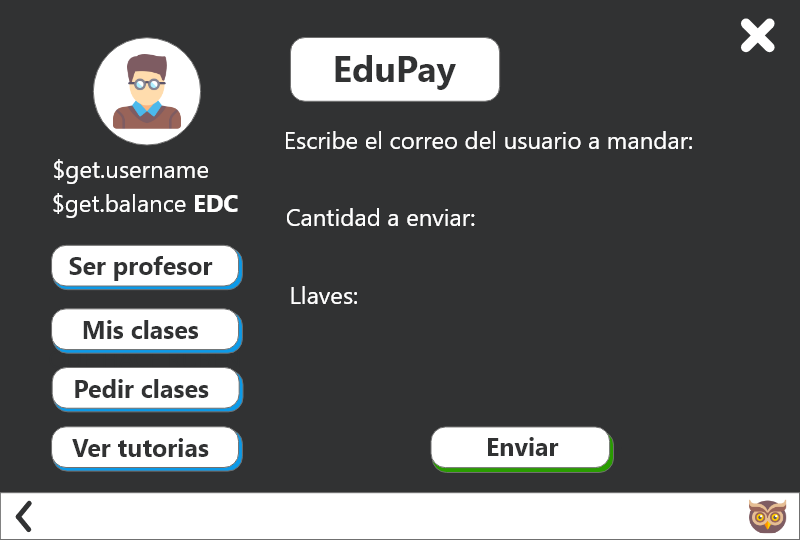 $get.username
$get.balance EDC
Ser profesor
Mis clases
Pedir clases
Ver tutorias
EduPay
Escribe el correo del usuario a mandar:
Cantidad a enviar:
Llaves:
Enviar